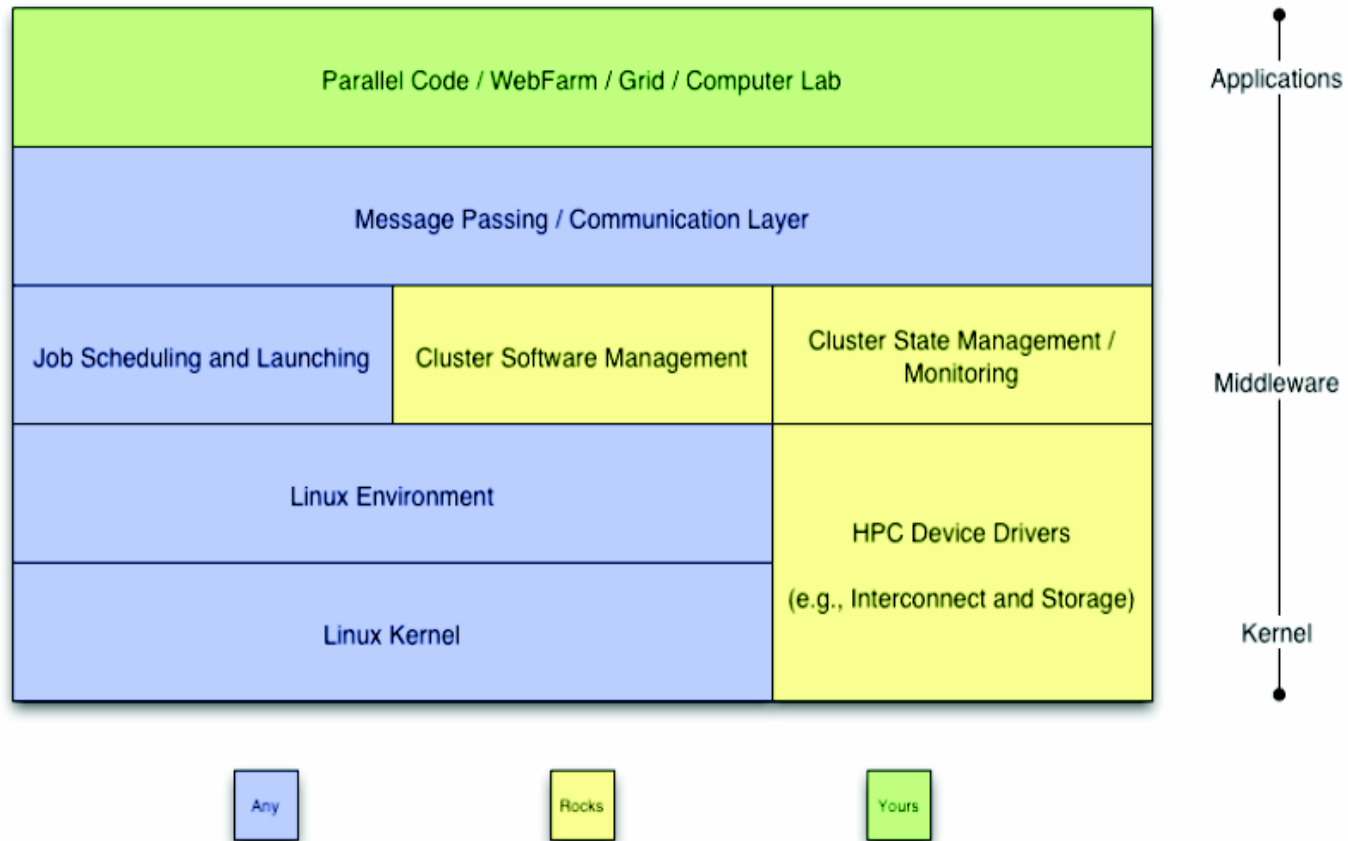 Parallel Code / WebFarm / Grid / Computer Lab
Applications
Message Passing / Communication Layer
Job Scheduling and Launching
Cluster Software Management
Cluster State Management /
Monitoring
Middleware
Linux Environment
HPC Device Drivers
(e.g., Interconnect and Storage)
Linux Kernel
Kernel
Any
Rocks
Yours